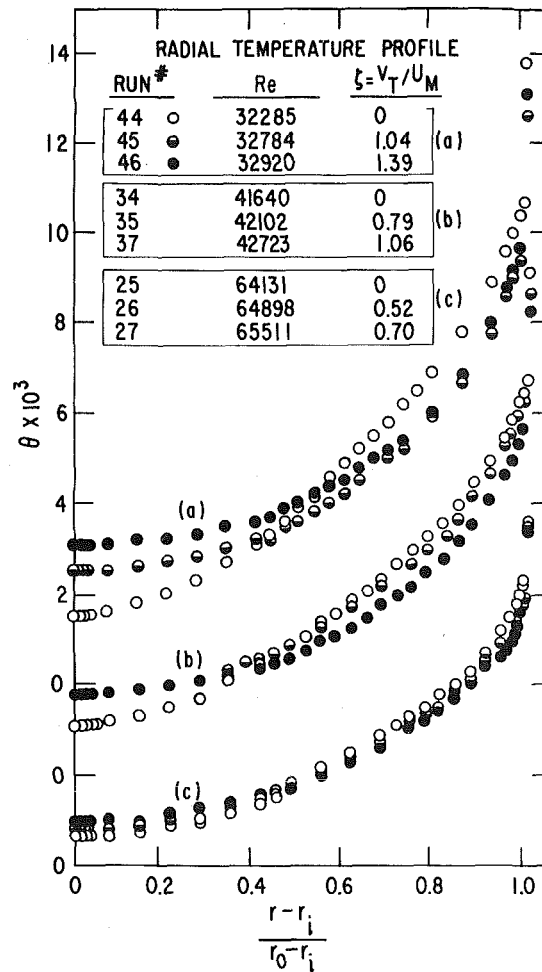 RADIAL TEMPERATURE PROFILE
RUN # Re ζ=V_T/U_M
44 32285 0
45 32784 1.04 (a)
46 32920 1.39
34 41640 0
35 42102 0.79 (b)
37 42723 1.06
25 64131 0
26 64898 0.52 (c)
27 65511 0.70
14
12
10
8
6
4
2
0
0
0
θ × 10³
(a)
(b)
(c)
0 0.2 0.4 0.6 0.8 1.0
r - r_i
r_0 - r_i